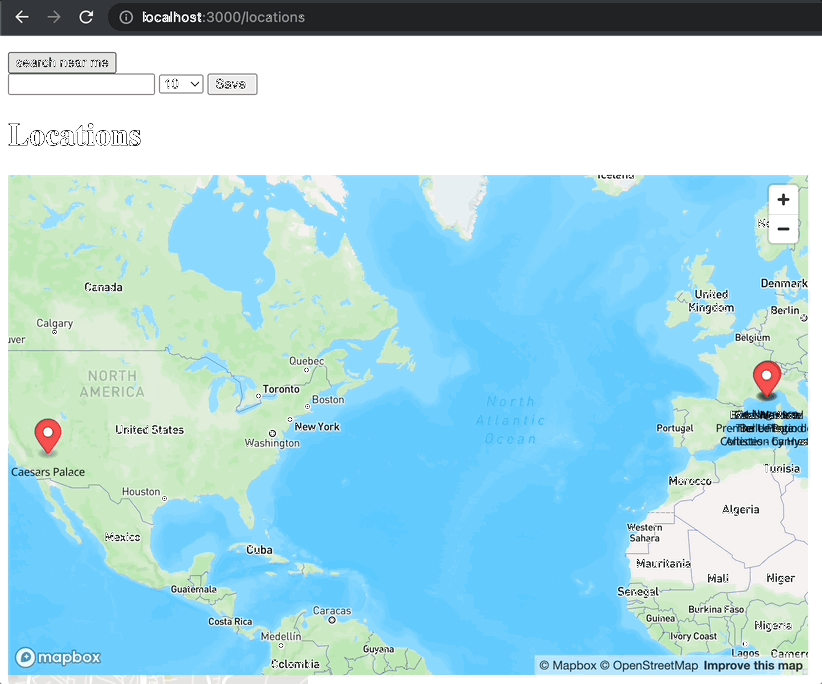 localhost:3000/locations
search near me
10 Save
Locations
Iceland
+
−
Canada
United Kingdom
Denmark
Calgary
Berlin
Belgium
Quebec
NORTH AMERICA
Toronto
Boston
North Atlantic Ocean
United States
New York
Portugal
Washington
Caesars Palace
Tunisia
Morocco
Houston
Algeria
Western Sahara
Mexico
Cuba
Mauritania
Mali
Niger
Guatemala
Senegal
Burkina Faso
Caracas
Costa Rica
Guinea
Nigeria
Medellín
Ivory Coast
Guyana
Lagos
Colombia
mapbox
© Mapbox © OpenStreetMap Improve this map